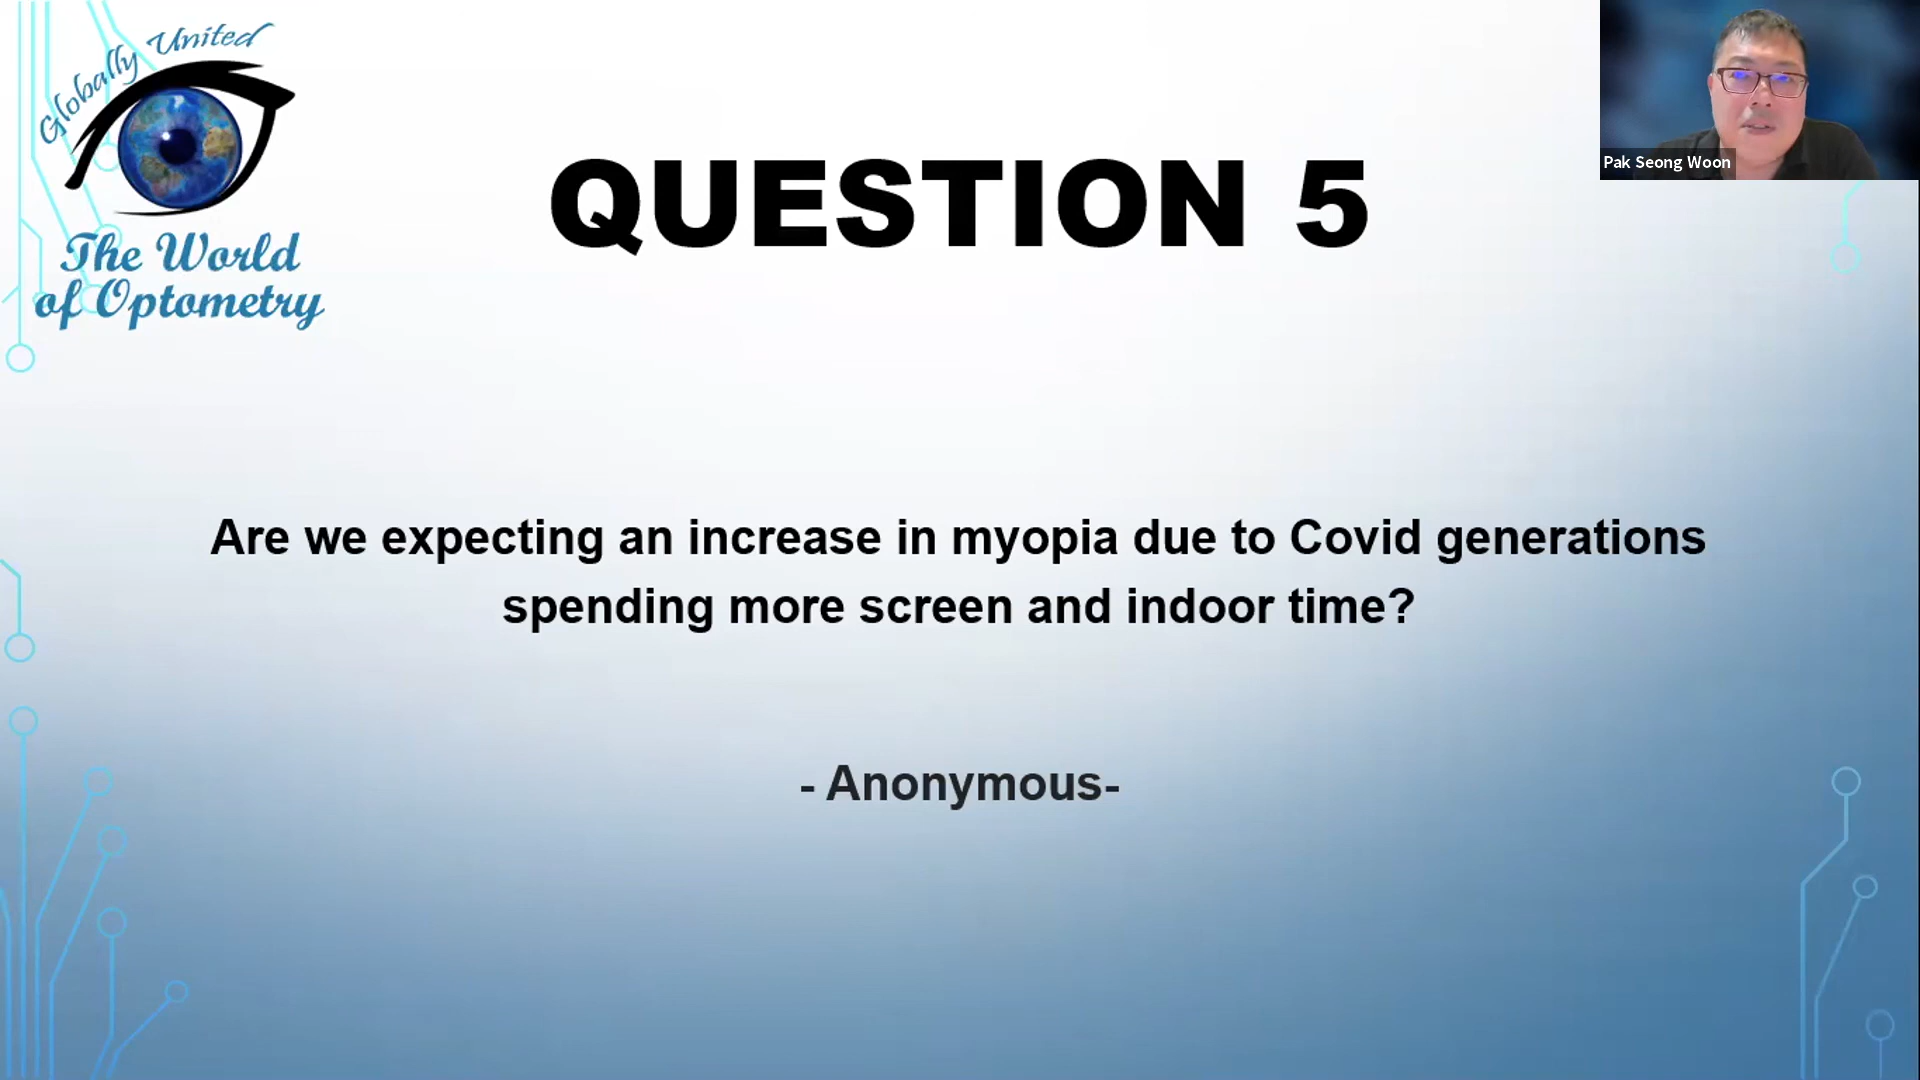 Globally United
The World
of Optometry
QUESTION 5
Pak Seong Woon
Are we expecting an increase in myopia due to Covid generations
spending more screen and indoor time?
- Anonymous-